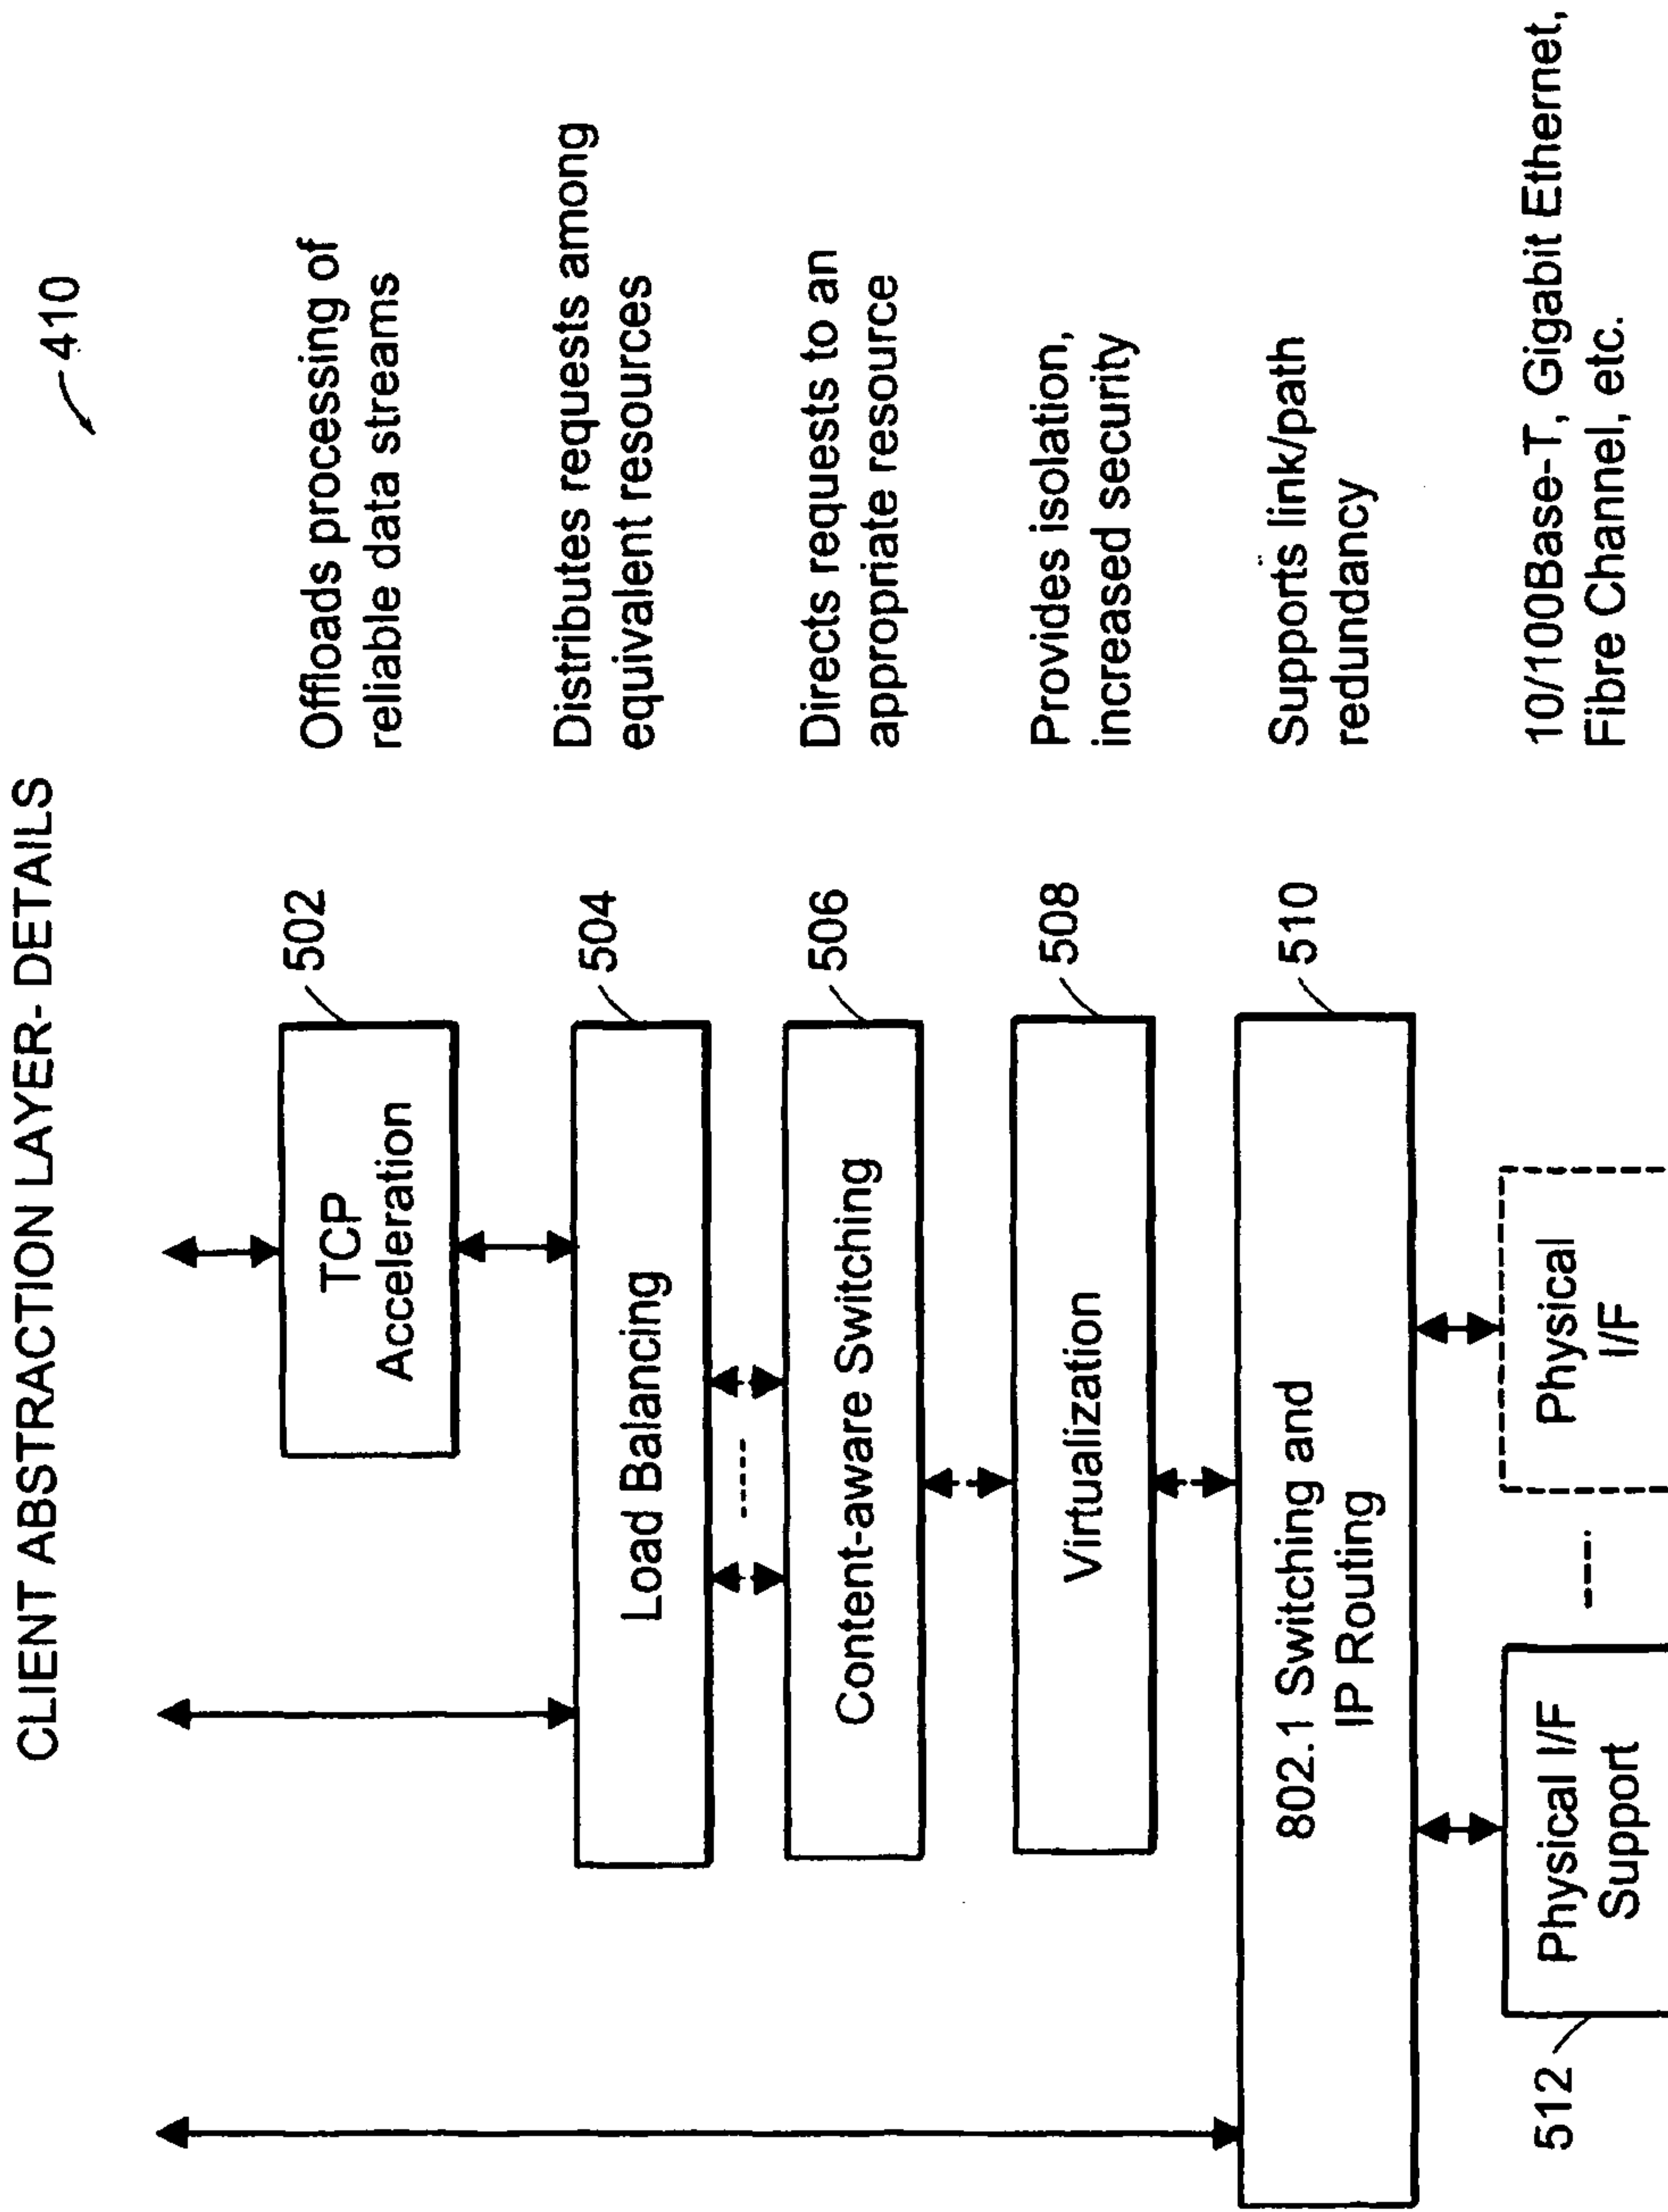 CLIENT ABSTRACTION LAYER- DETAILS
410
TCP
Acceleration
502
Offloads processing of
reliable data streams
Load Balancing
504
Distributes requests among
equivalent resources
Content-aware Switching
506
Directs requests to an
appropriate resource
Virtualization
508
Provides isolation,
increased security
802.1 Switching and
IP Routing
510
Supports link/path
redundancy
512
Physical I/F
Support
Physical
I/F
10/100Base-T, Gigabit Ethernet,
Fibre Channel, etc.